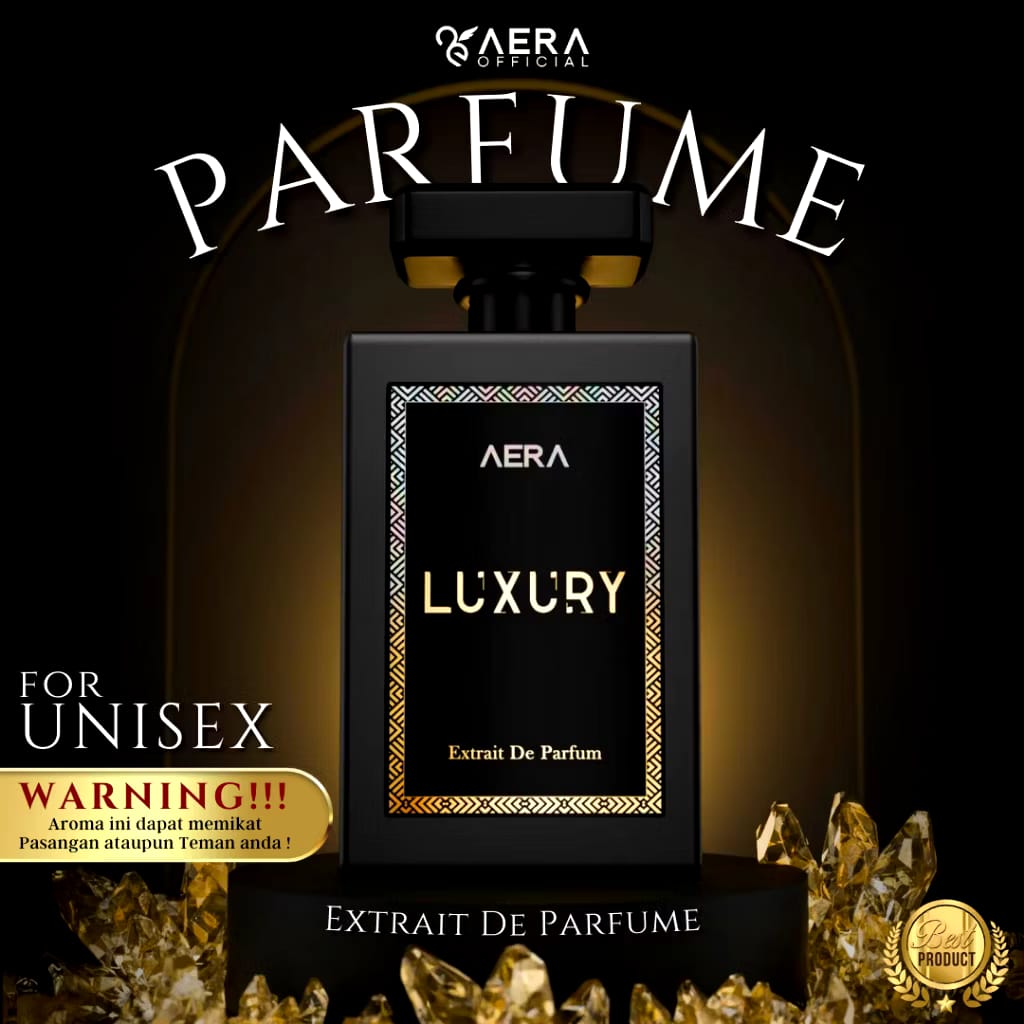 AERA
OFFICIAL
PARFUME
AERA
LUXURY
Extrait De Parfum
FOR
UNISEX
WARNING!!!
Aroma ini dapat memikat
Pasangan ataupun Teman anda !
EXTRAIT DE PARFUME
Best
PRODUCT